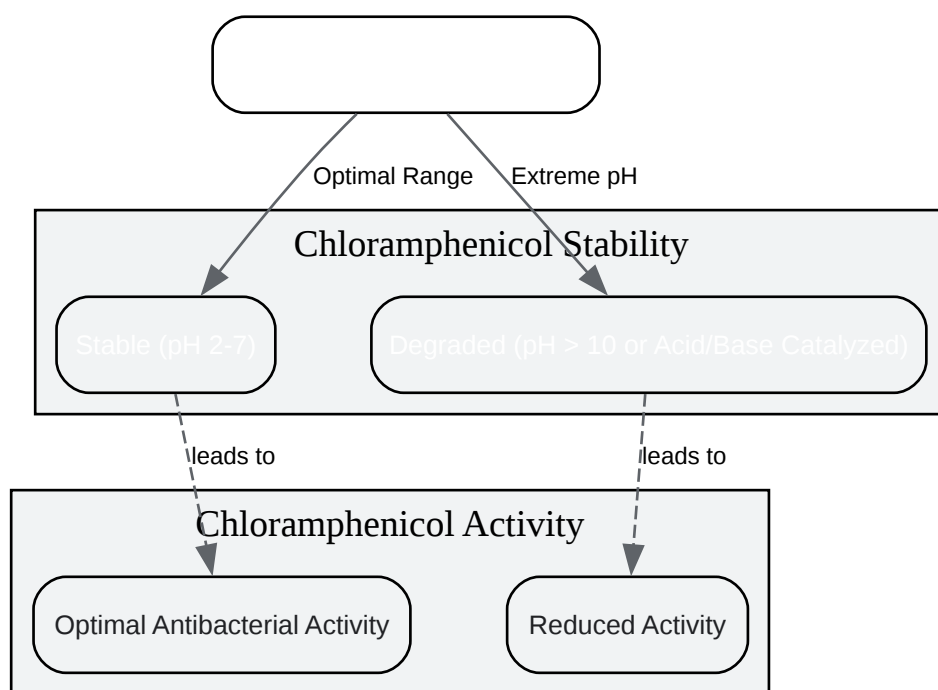 Optimal Range
Extreme pH
Chloramphenicol Stability
Stable (pH 2-7)
Degraded (pH > 10 or Acid/Base Catalyzed)
leads to
leads to
Chloramphenicol Activity
Optimal Antibacterial Activity
Reduced Activity